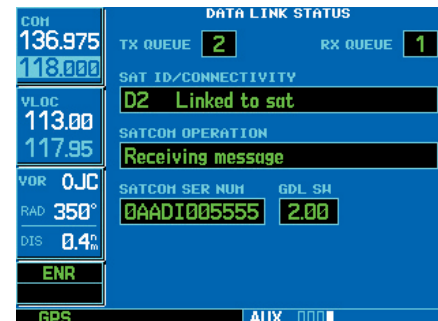 COM
136.975
118.000
VLOC
113.00
117.95
VOR OJC
RAD 350°
DIS 0.4 nm
ENR
GPS
DATA LINK STATUS
TX QUEUE 2 RX QUEUE 1
SAT ID/CONNECTIVITY
D2 Linked to sat
SATCOM OPERATION
Receiving message
SATCOM SER NUM GDL SW
0AADI005555 2.00
AUX